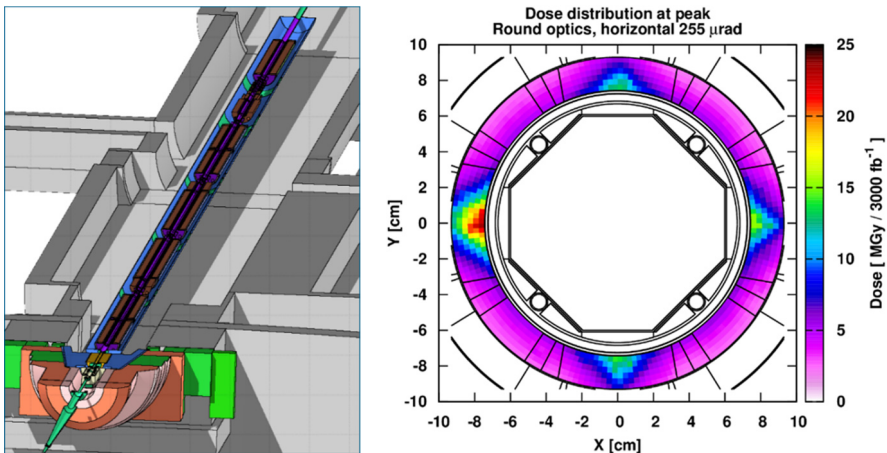 Dose distribution at peak
Round optics, horizontal 255 μrad
10
8
6
4
2
0
-2
-4
-6
-8
-10
Y [cm]
-10 -8 -6 -4 -2 0 2 4 6 8 10
X [cm]
25
20
15
10
5
0
Dose [ MGy / 3000 fb⁻¹ ]